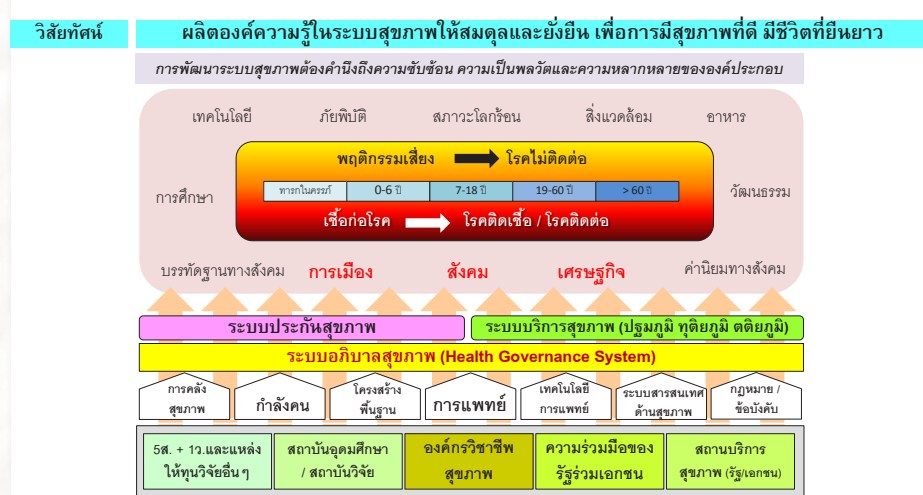 วิสัยทัศน์ ผลิตองค์ความรู้ในระบบสุขภาพให้สมดุลและยั่งยืน เพื่อการมีสุขภาพที่ดี มีชีวิตที่ยืนยาว
การพัฒนาระบบสุขภาพต้องคำนึงถึงความซับซ้อน ความเป็นพลวัตและความหลากหลายขององค์ประกอบ
เทคโนโลยี ภัยพิบัติ สภาวะโลกร้อน สิ่งแวดล้อม อาหาร
พฤติกรรมเสี่ยง โรคไม่ติดต่อ
การศึกษา ทารกในครรภ์ 0-6 ปี 7-18 ปี 19-60 ปี > 60 ปี วัฒนธรรม
เชื้อก่อโรค โรคติดเชื้อ / โรคติดต่อ
บรรทัดฐานทางสังคม การเมือง สังคม เศรษฐกิจ ค่านิยมทางสังคม
ระบบประกันสุขภาพ ระบบบริการสุขภาพ (ปฐมภูมิ ทุติยภูมิ ตติยภูมิ)
ระบบอภิบาลสุขภาพ (Health Governance System)
การคลัง
สุขภาพ
กำลังคน
โครงสร้าง
พื้นฐาน
การแพทย์
เทคโนโลยี
การแพทย์
ระบบสารสนเทศ
ด้านสุขภาพ
กฎหมาย /
ข้อบังคับ
5ส. + 1ว.และแหล่ง
ให้ทุนวิจัยอื่น ๆ
สถาบันอุดมศึกษา
/ สถาบันวิจัย
องค์กรวิชาชีพ
สุขภาพ
ความร่วมมือของ
รัฐร่วมเอกชน
สถานบริการ
สุขภาพ (รัฐ/เอกชน)